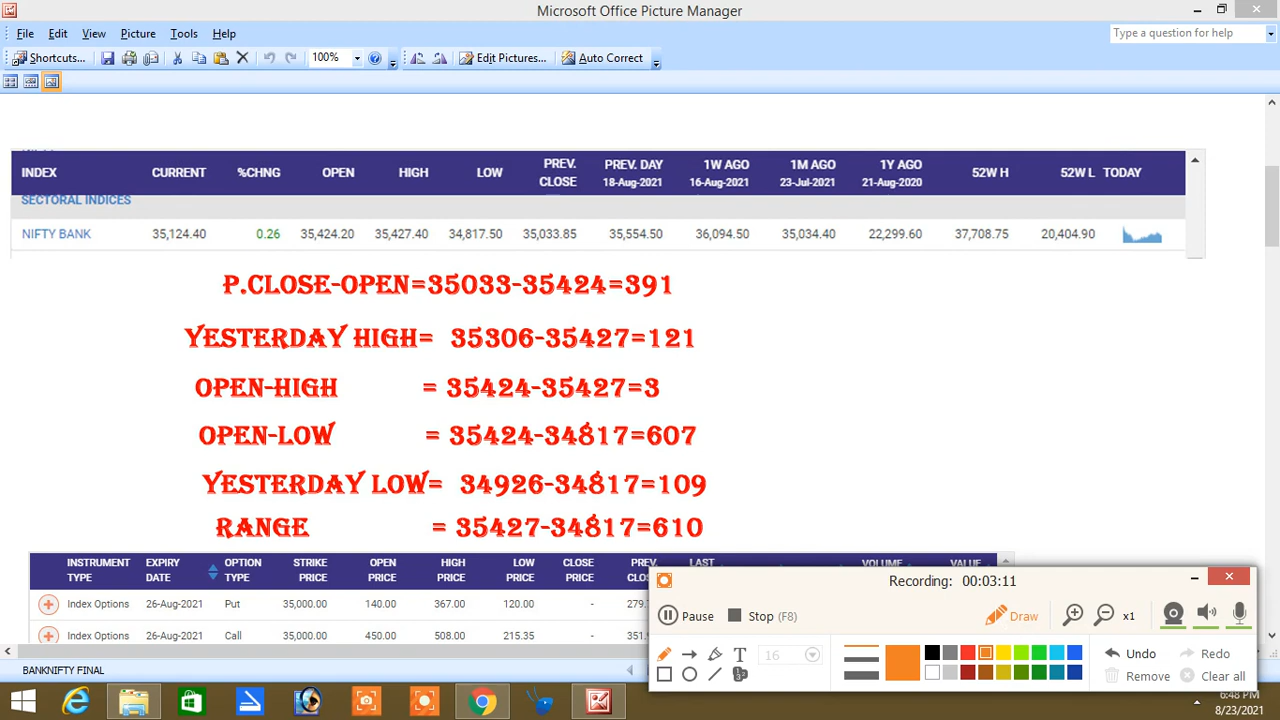 Microsoft Office Picture Manager
File Edit View Picture Tools Help
Type a question for help
Shortcuts... 100% Edit Pictures... Auto Correct
INDEX CURRENT %CHNG OPEN HIGH LOW PREV. CLOSE PREV. DAY 18-Aug-2021 1W AGO 16-Aug-2021 1M AGO 23-Jul-2021 1Y AGO 21-Aug-2020 52W H 52W L TODAY
SECTORAL INDICES
NIFTY BANK 35,124.40 0.26 35,424.20 35,427.40 34,817.50 35,033.85 35,554.50 36,094.50 35,034.40 22,299.60 37,708.75 20,404.90
P.CLOSE-OPEN=35033-35424=391
YESTERDAY HIGH= 35306-35427=121
OPEN-HIGH = 35424-35427=3
OPEN-LOW = 35424-34817=607
YESTERDAY LOW= 34926-34817=109
RANGE = 35427-34817=610
INSTRUMENT TYPE EXPIRY DATE OPTION TYPE STRIKE PRICE OPEN PRICE HIGH PRICE LOW PRICE CLOSE PRICE PREV. LAST VOLUME VALUE
Index Options 26-Aug-2021 Put 35,000.00 140.00 367.00 120.00 - 279.7
Index Options 26-Aug-2021 Call 35,000.00 450.00 508.00 215.35 - 351.9
Recording: 00:03:11
Pause Stop (F8) Draw x1
T 16 Undo Redo
Remove Clear all
BANKNIFTY FINAL
6:48 PM
8/23/2021